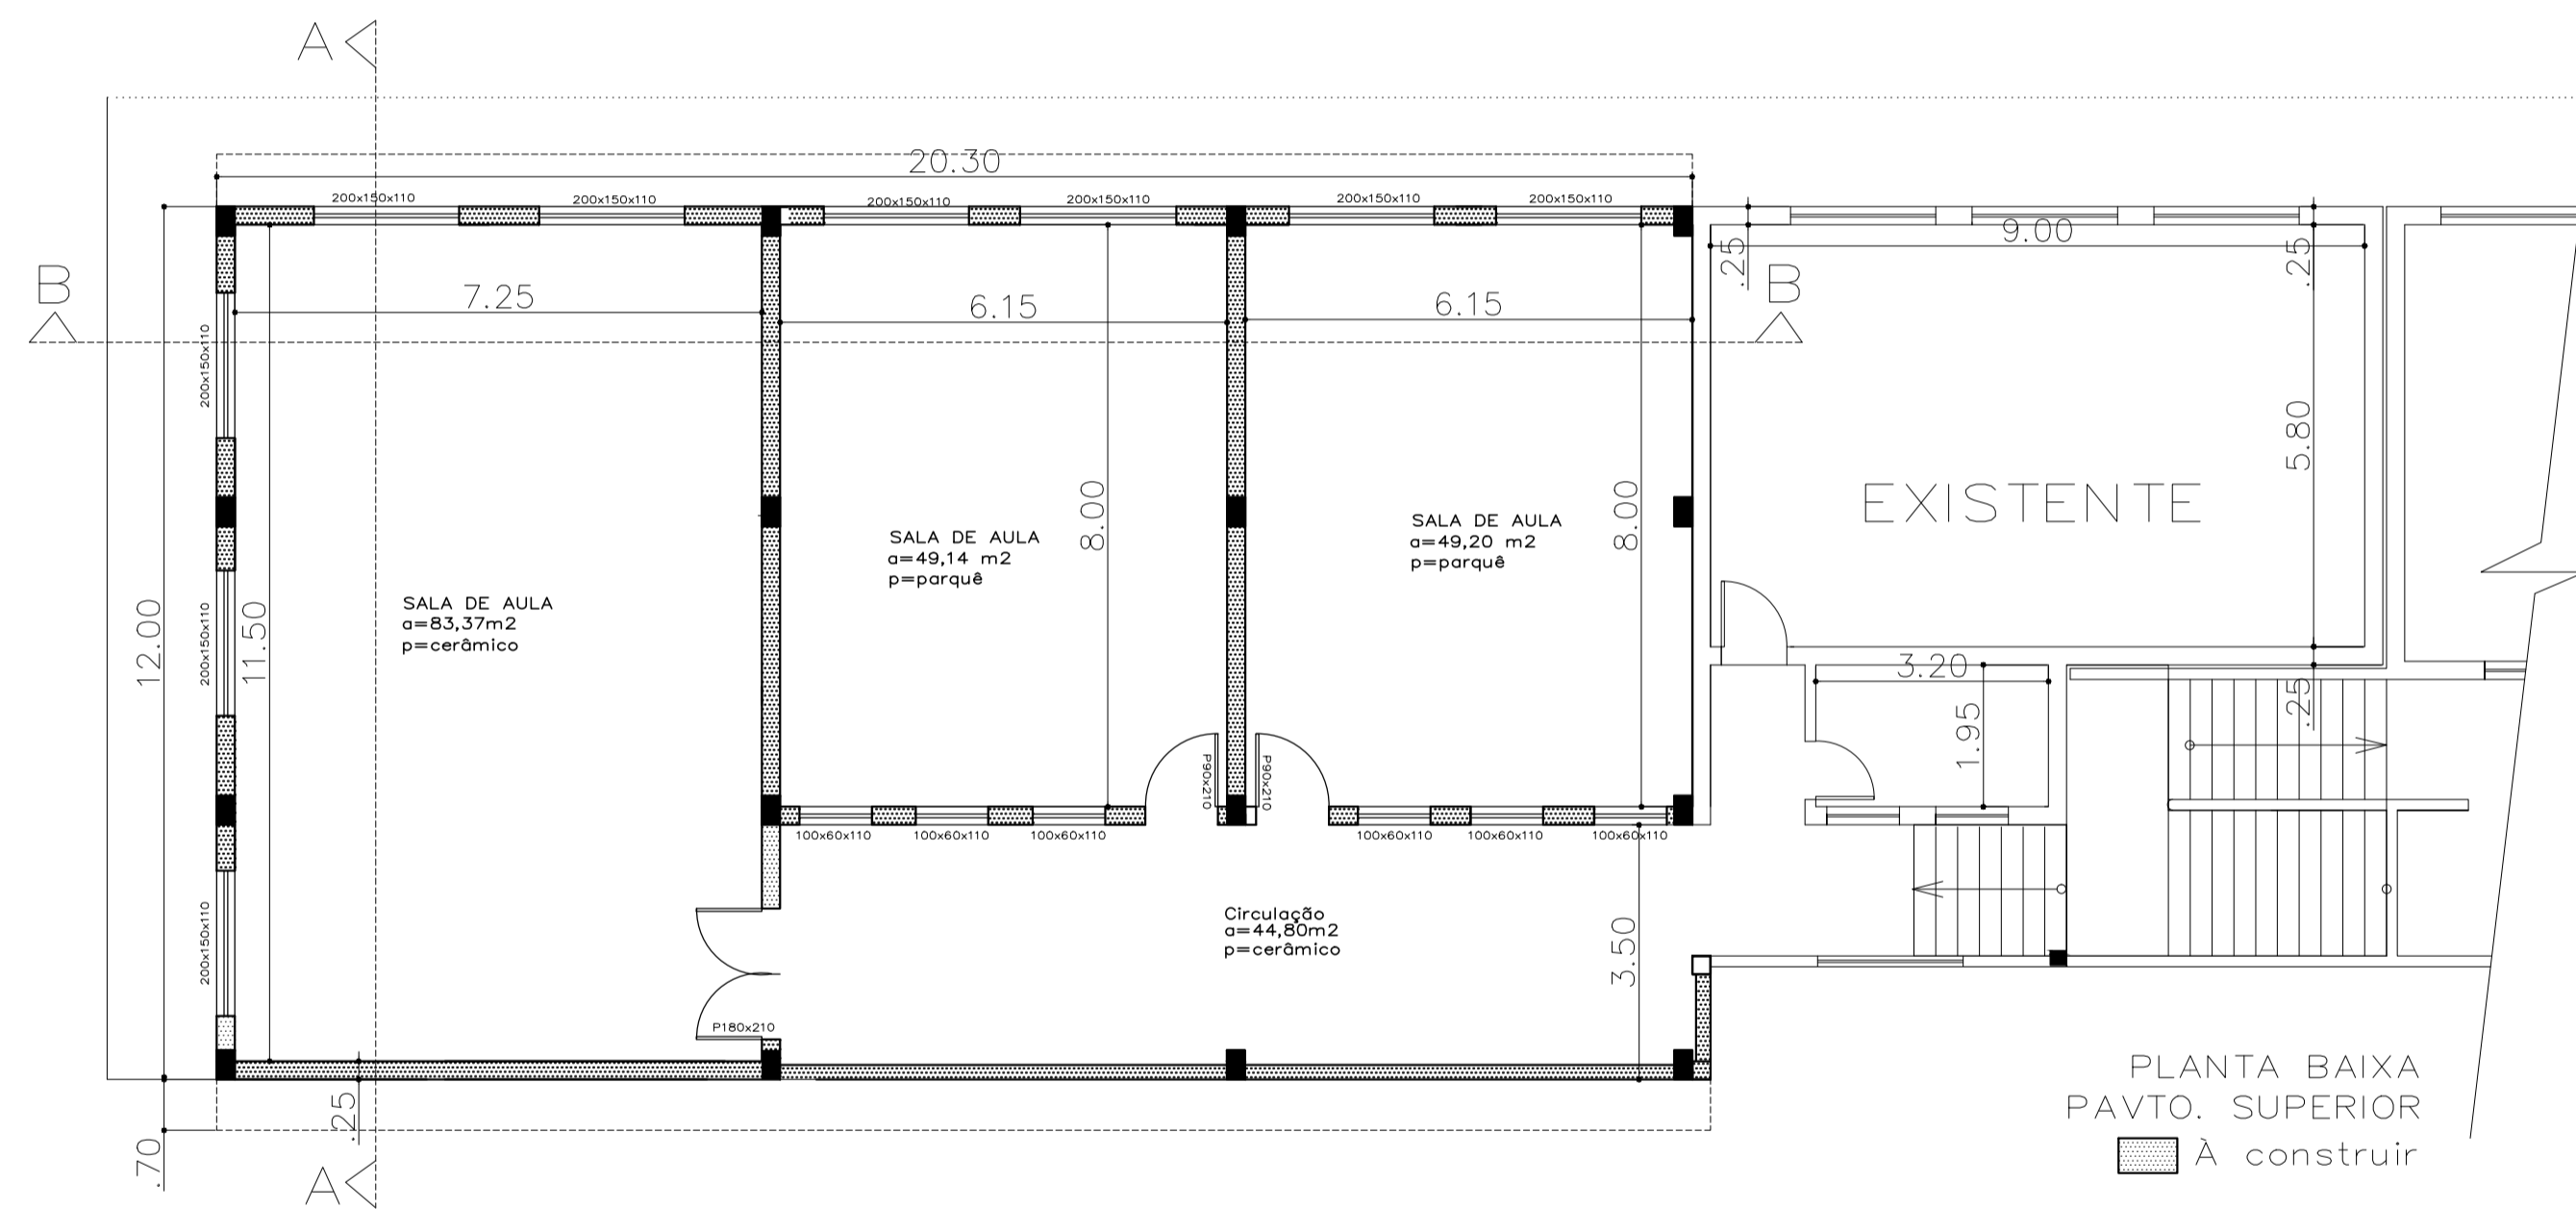 A
20.30
200x150x110
200x150x110
200x150x110
200x150x110
200x150x110
200x150x110
9.00
.25
.25
B
B
7.25
6.15
6.15
200x150x110
5.80
EXISTENTE
8.00
8.00
SALA DE AULA
a=49,14 m2
p=parquê
SALA DE AULA
a=49,20 m2
p=parquê
SALA DE AULA
a=83,37m2
p=cerâmico
12.00
200x150x110
11.50
3.20
1.95
.25
P90x210
P90x210
100x60x110
100x60x110
100x60x110
100x60x110
100x60x110
100x60x110
200x150x110
Circulação
a=44,80m2
p=cerâmico
3.50
P180x210
.25
.70
A
PLANTA BAIXA
PAVTO. SUPERIOR
À construir